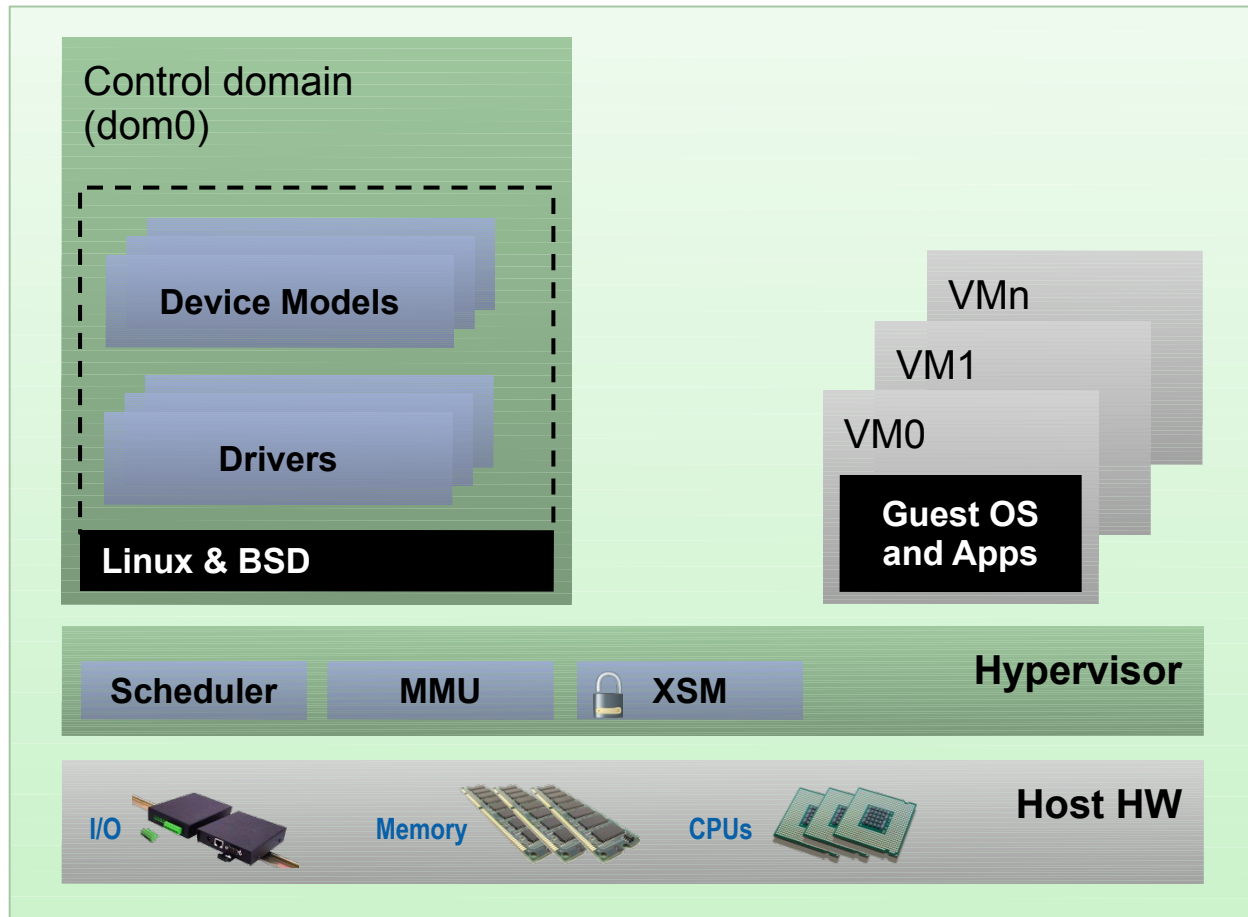 Control domain
(dom0)
Device Models
Drivers
Linux & BSD
VMn
VM1
VM0
Guest OS
and Apps
Scheduler
MMU
XSM
Hypervisor
I/O
Memory
CPUs
Host HW